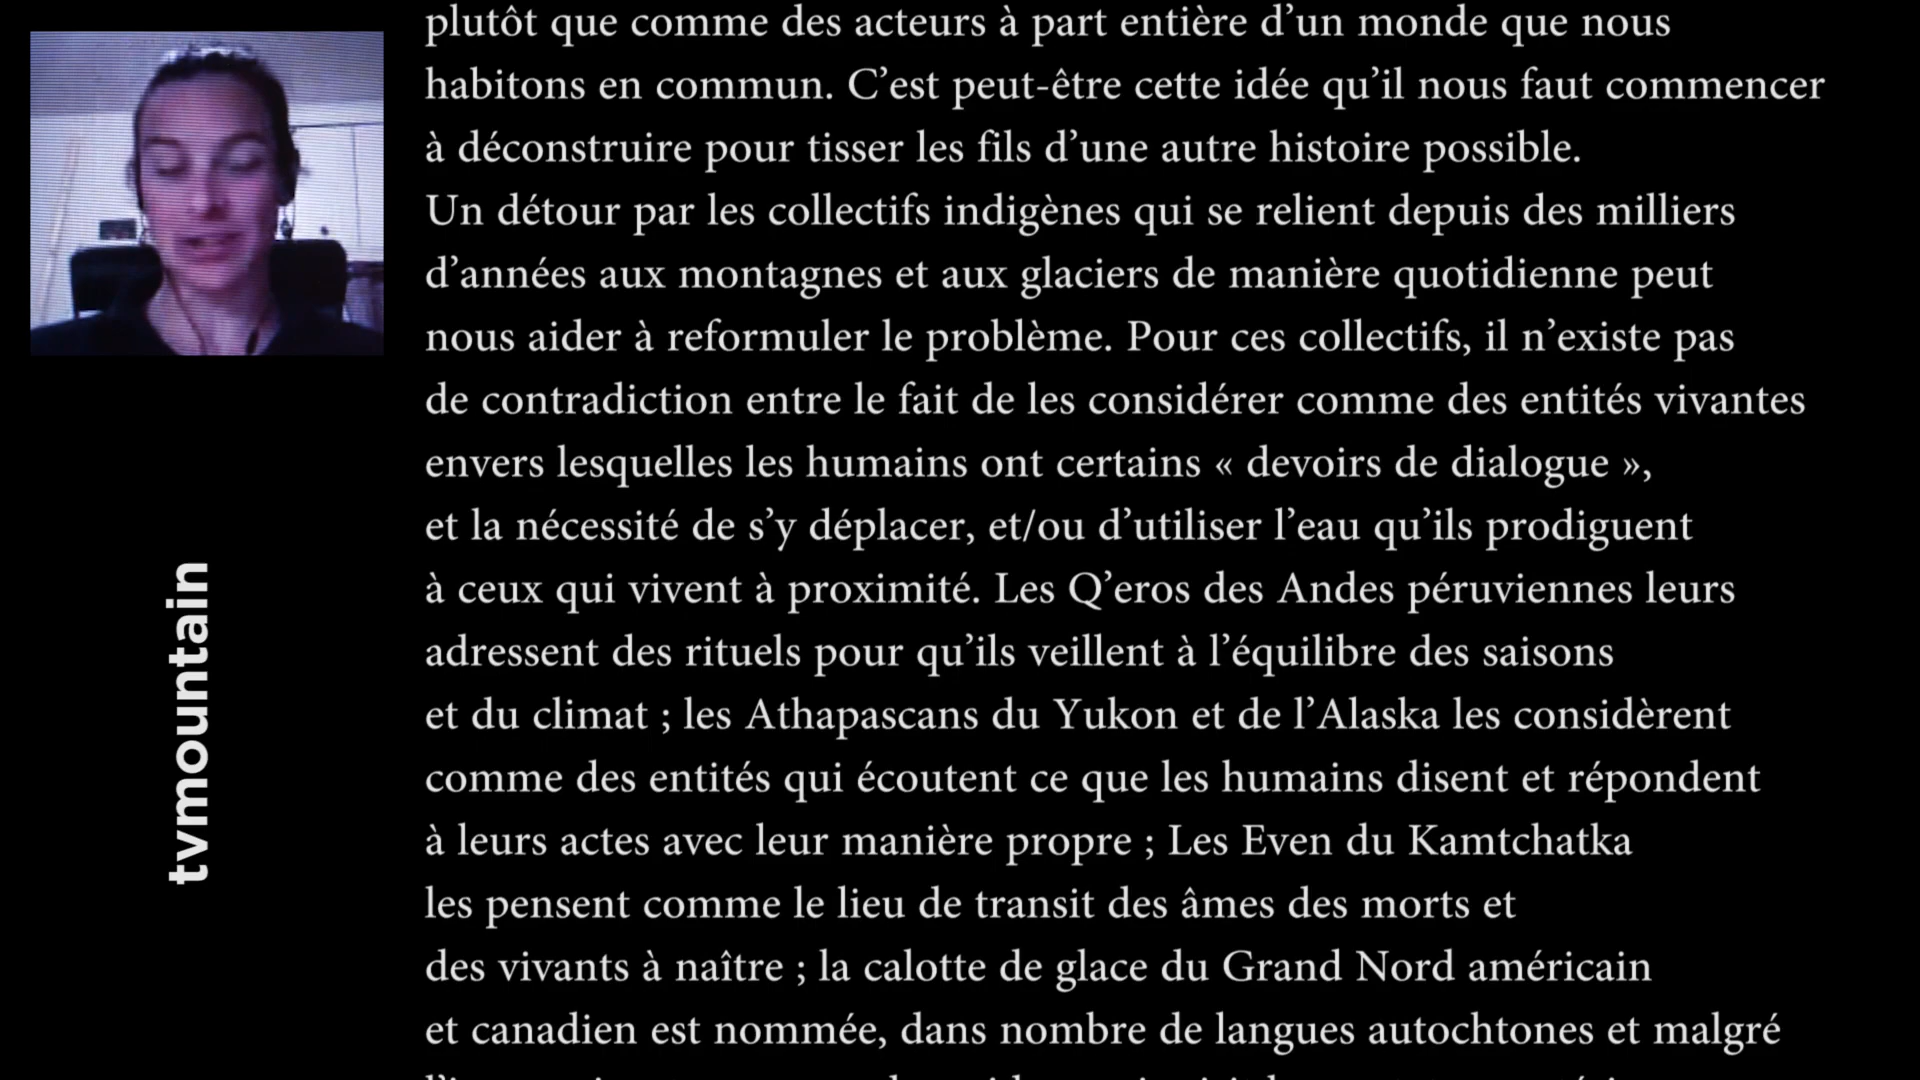 plutôt que comme des acteurs à part entière d’un monde que nous
habitons en commun. C’est peut-être cette idée qu’il nous faut commencer
à déconstruire pour tisser les fils d’une autre histoire possible.
Un détour par les collectifs indigènes qui se relient depuis des milliers
d’années aux montagnes et aux glaciers de manière quotidienne peut
nous aider à reformuler le problème. Pour ces collectifs, il n’existe pas
de contradiction entre le fait de les considérer comme des entités vivantes
envers lesquelles les humains ont certains « devoirs de dialogue »,
et la nécessité de s’y déplacer, et/ou d’utiliser l’eau qu’ils prodiguent
à ceux qui vivent à proximité. Les Q’eros des Andes péruviennes leurs
adressent des rituels pour qu’ils veillent à l’équilibre des saisons
et du climat ; les Athapascans du Yukon et de l’Alaska les considèrent
comme des entités qui écoutent ce que les humains disent et répondent
à leurs actes avec leur manière propre ; Les Even du Kamtchatka
les pensent comme le lieu de transit des âmes des morts et
des vivants à naître ; la calotte de glace du Grand Nord américain
et canadien est nommée, dans nombre de langues autochtones et malgré
tvmountain